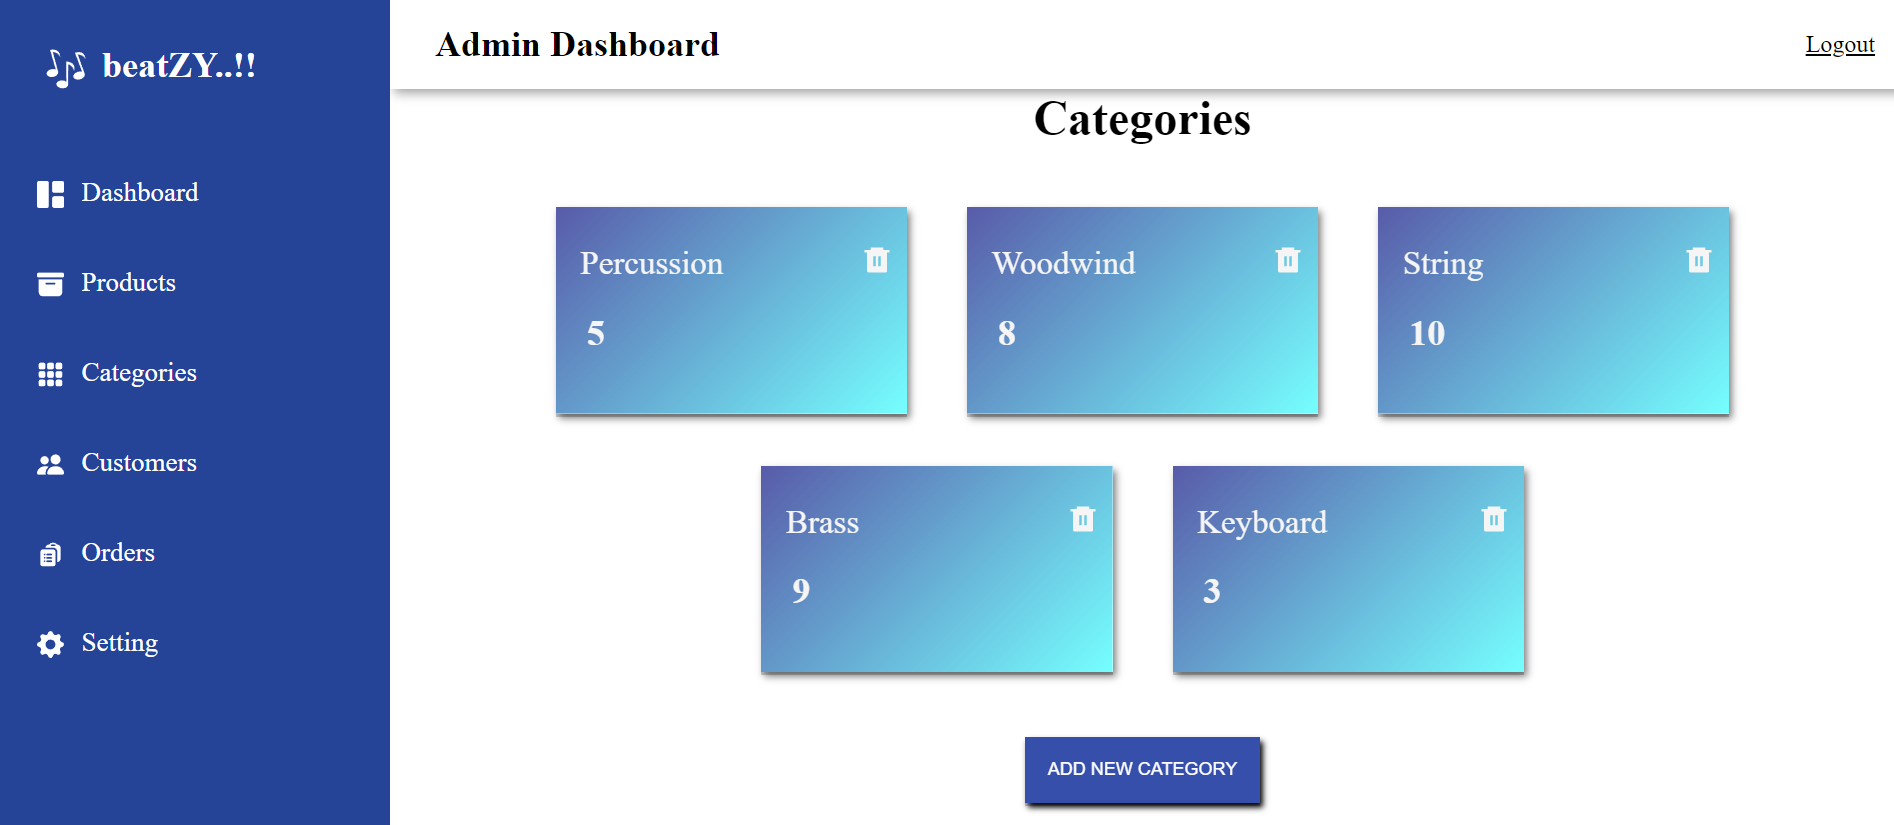 beatZY..!!
Dashboard
Products
Categories
Customers
Orders
Setting
Admin Dashboard
Logout
Categories
Percussion
5
Woodwind
8
String
10
Brass
9
Keyboard
3
ADD NEW CATEGORY